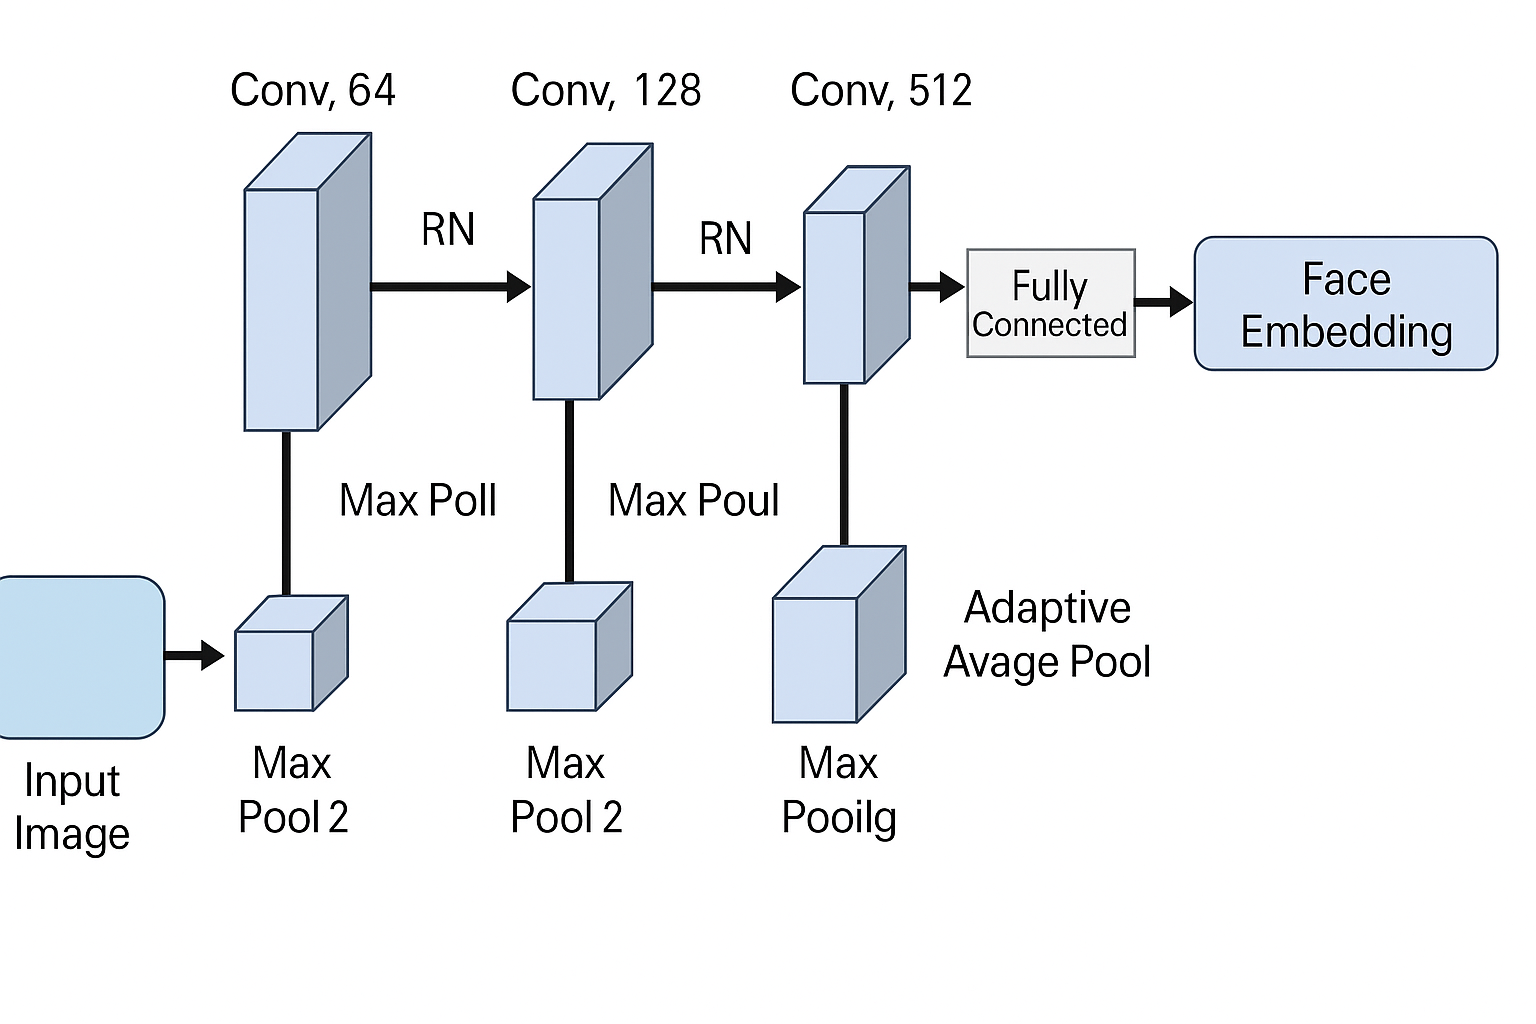 Conv, 64
Conv, 128
Conv, 512
RN
RN
Fully
Connected
Face
Embedding
Max Poll
Max Poul
Adaptive
Avage Pool
Input
Image
Max
Pool 2
Max
Pool 2
Max
Pooilg